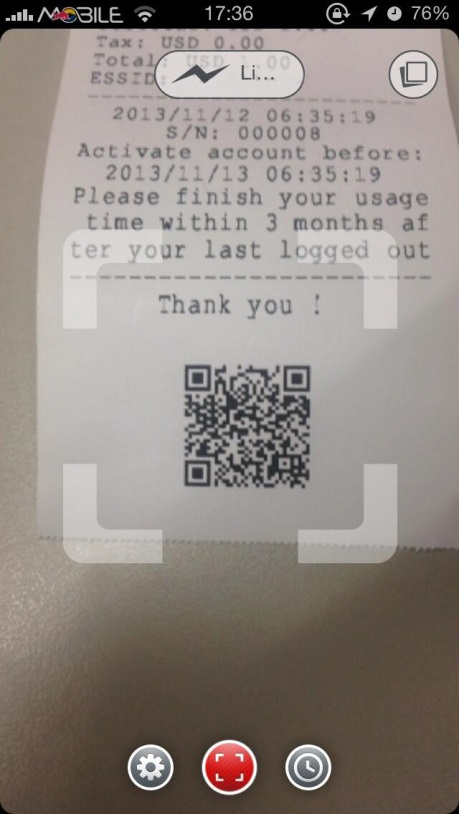 MOBILE 17:36 76%
Tax: USD 0.00
Total: USD 1.00
ESSID:
Li...
2013/11/12 06:35:19
S/N: 000008
Activate account before:
2013/11/13 06:35:19
Please finish your usage
time within 3 months af
ter your last logged out
Thank you !